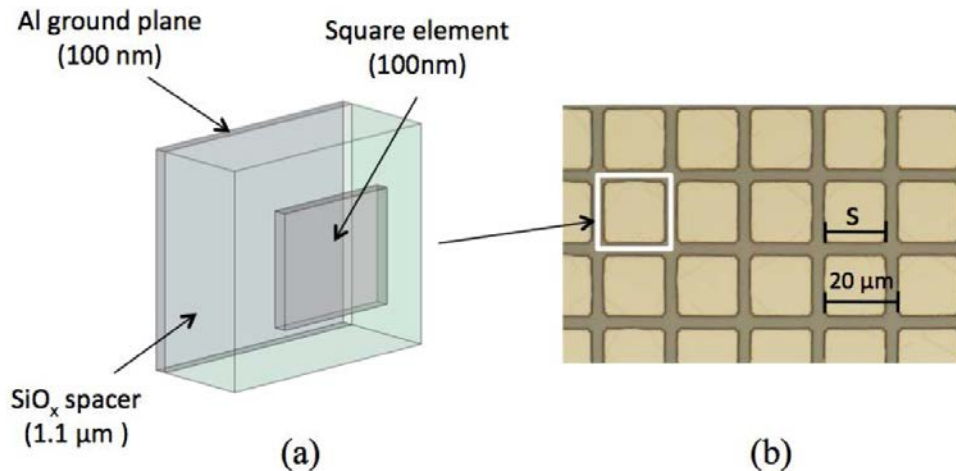 Al ground plane
(100 nm)
Square element
(100nm)
S
20 μm
SiOx spacer
(1.1 μm )
(a)
(b)